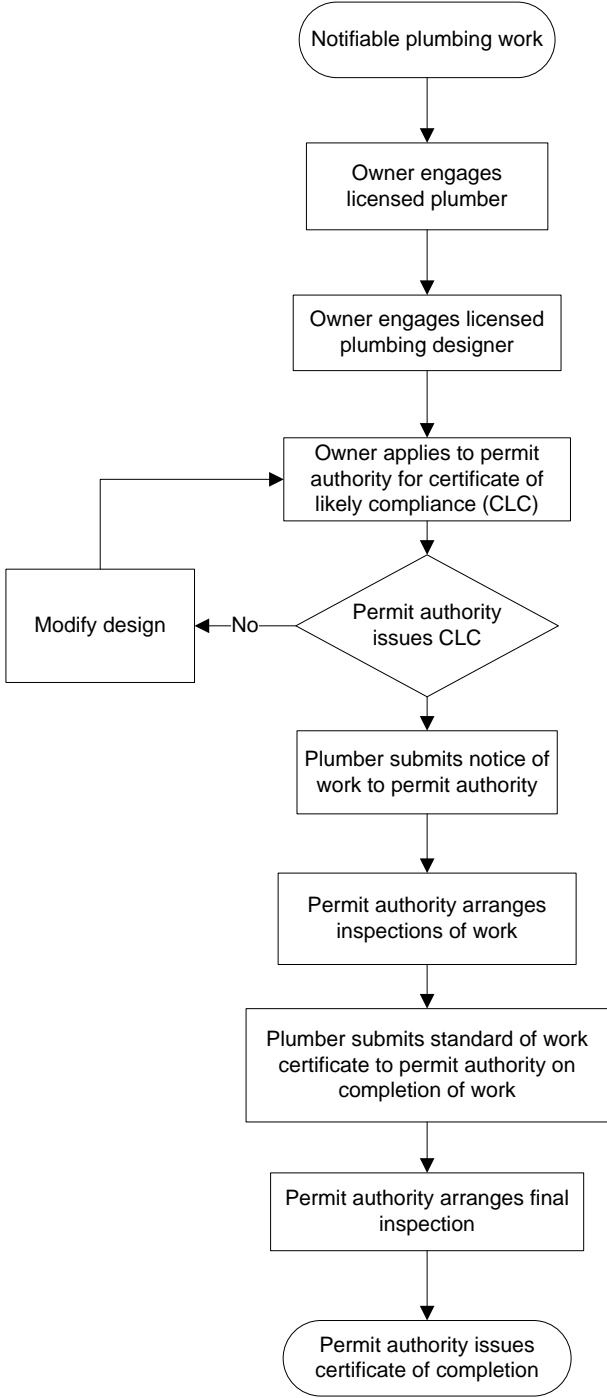 Notifiable plumbing work
Owner engages
licensed plumber
Owner engages licensed
plumbing designer
Owner applies to permit
authority for certificate of
likely compliance (CLC)
Modify design
No
Permit authority
issues CLC
Plumber submits notice of
work to permit authority
Permit authority arranges
inspections of work
Plumber submits standard of work
certificate to permit authority on
completion of work
Permit authority arranges final
inspection
Permit authority issues
certificate of completion